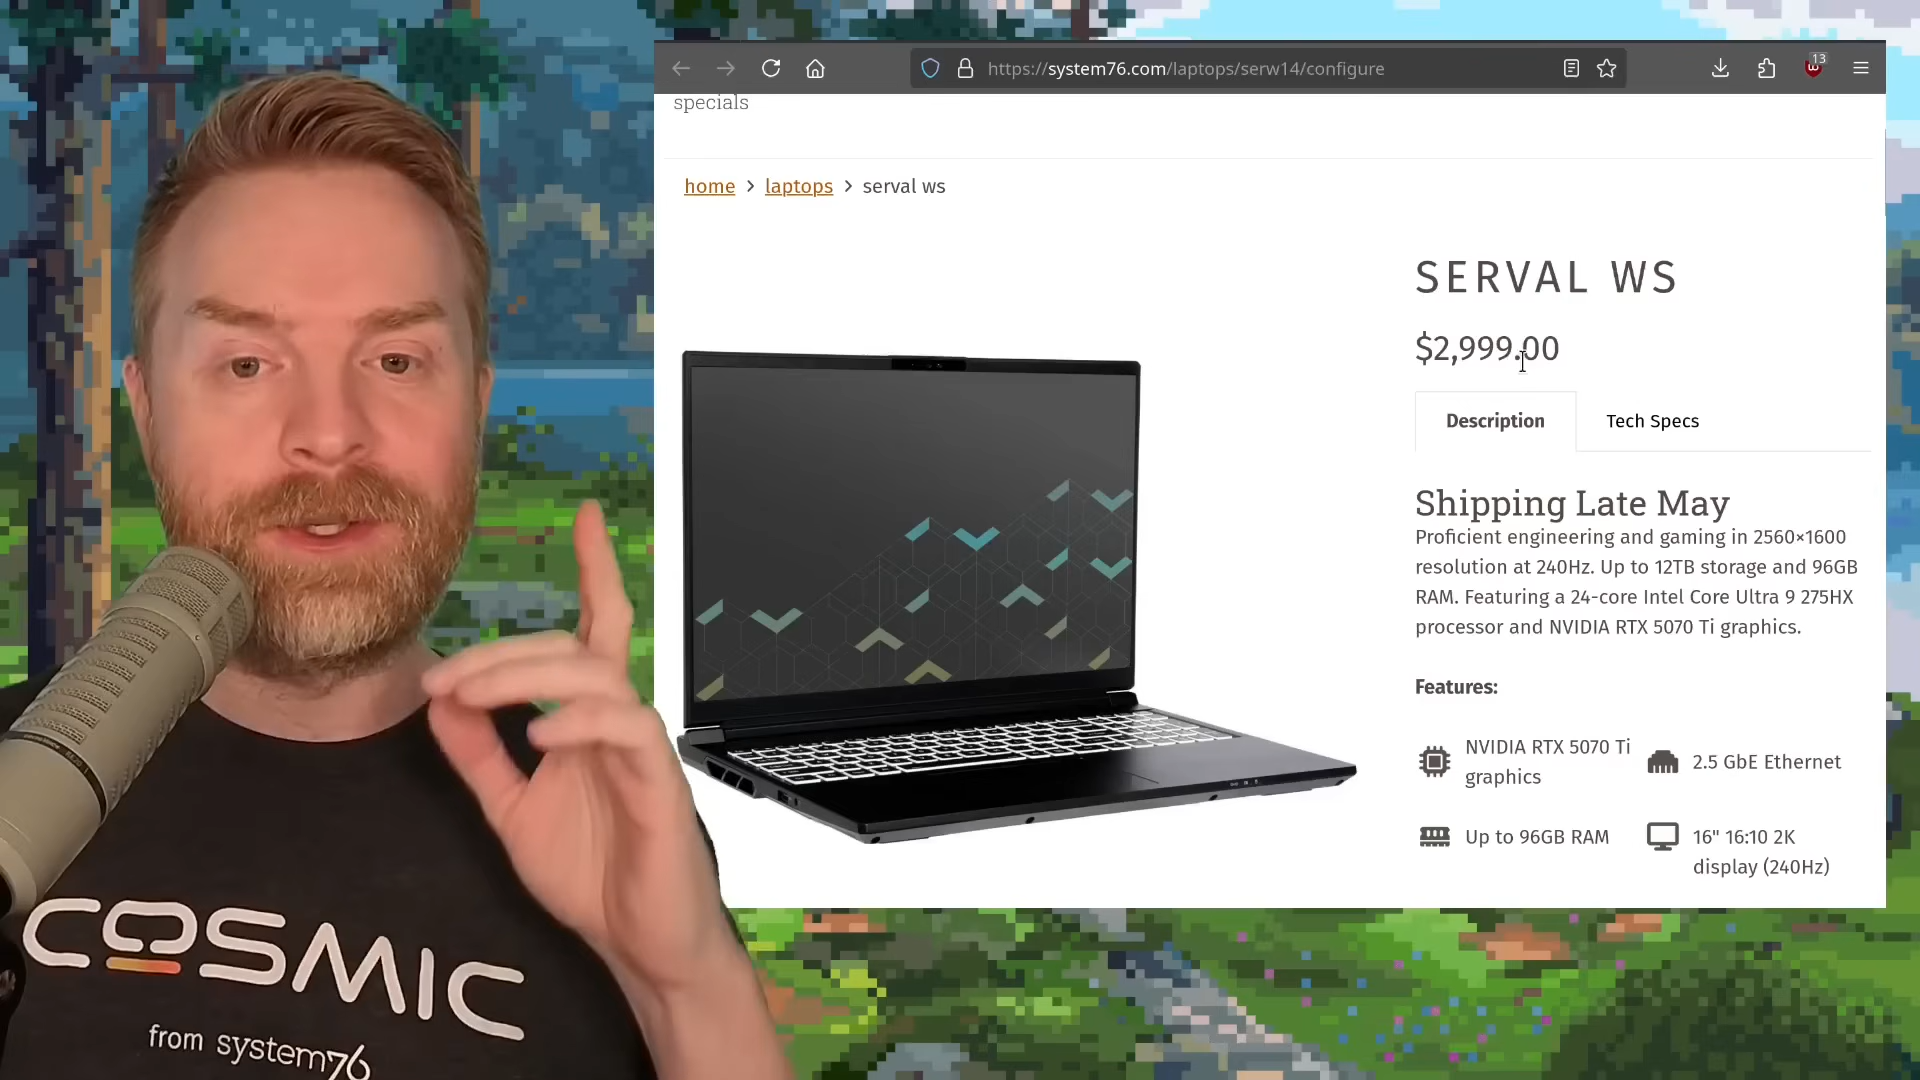 13
https://system76.com/laptops/serw14/configure
specials
home > laptops > serval ws
SERVAL WS
$2,999.00
Description
Tech Specs
Shipping Late May
Proficient engineering and gaming in 2560×1600
resolution at 240Hz. Up to 12TB storage and 96GB
RAM. Featuring a 24-core Intel Core Ultra 9 275HX
processor and NVIDIA RTX 5070 Ti graphics.
Features:
NVIDIA RTX 5070 Ti
graphics
2.5 GbE Ethernet
Up to 96GB RAM
16" 16:10 2K
display (240Hz)
COSMIC
from system76